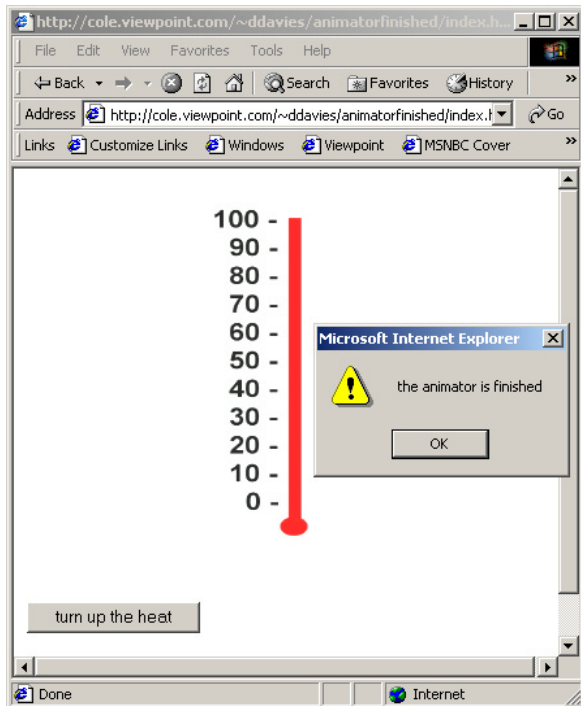 http://cole.viewpoint.com/~ddavies/animatorfinished/index.h...
File Edit View Favorites Tools Help
Back Search Favorites History »
Address http://cole.viewpoint.com/~ddavies/animatorfinished/index.h Go
Links Customize Links Windows Viewpoint MSNBC Cover »
100 -
90 -
80 -
70 -
60 -
50 -
40 -
30 -
20 -
10 -
0 -
Microsoft Internet Explorer
the animator is finished
OK
turn up the heat
Done Internet